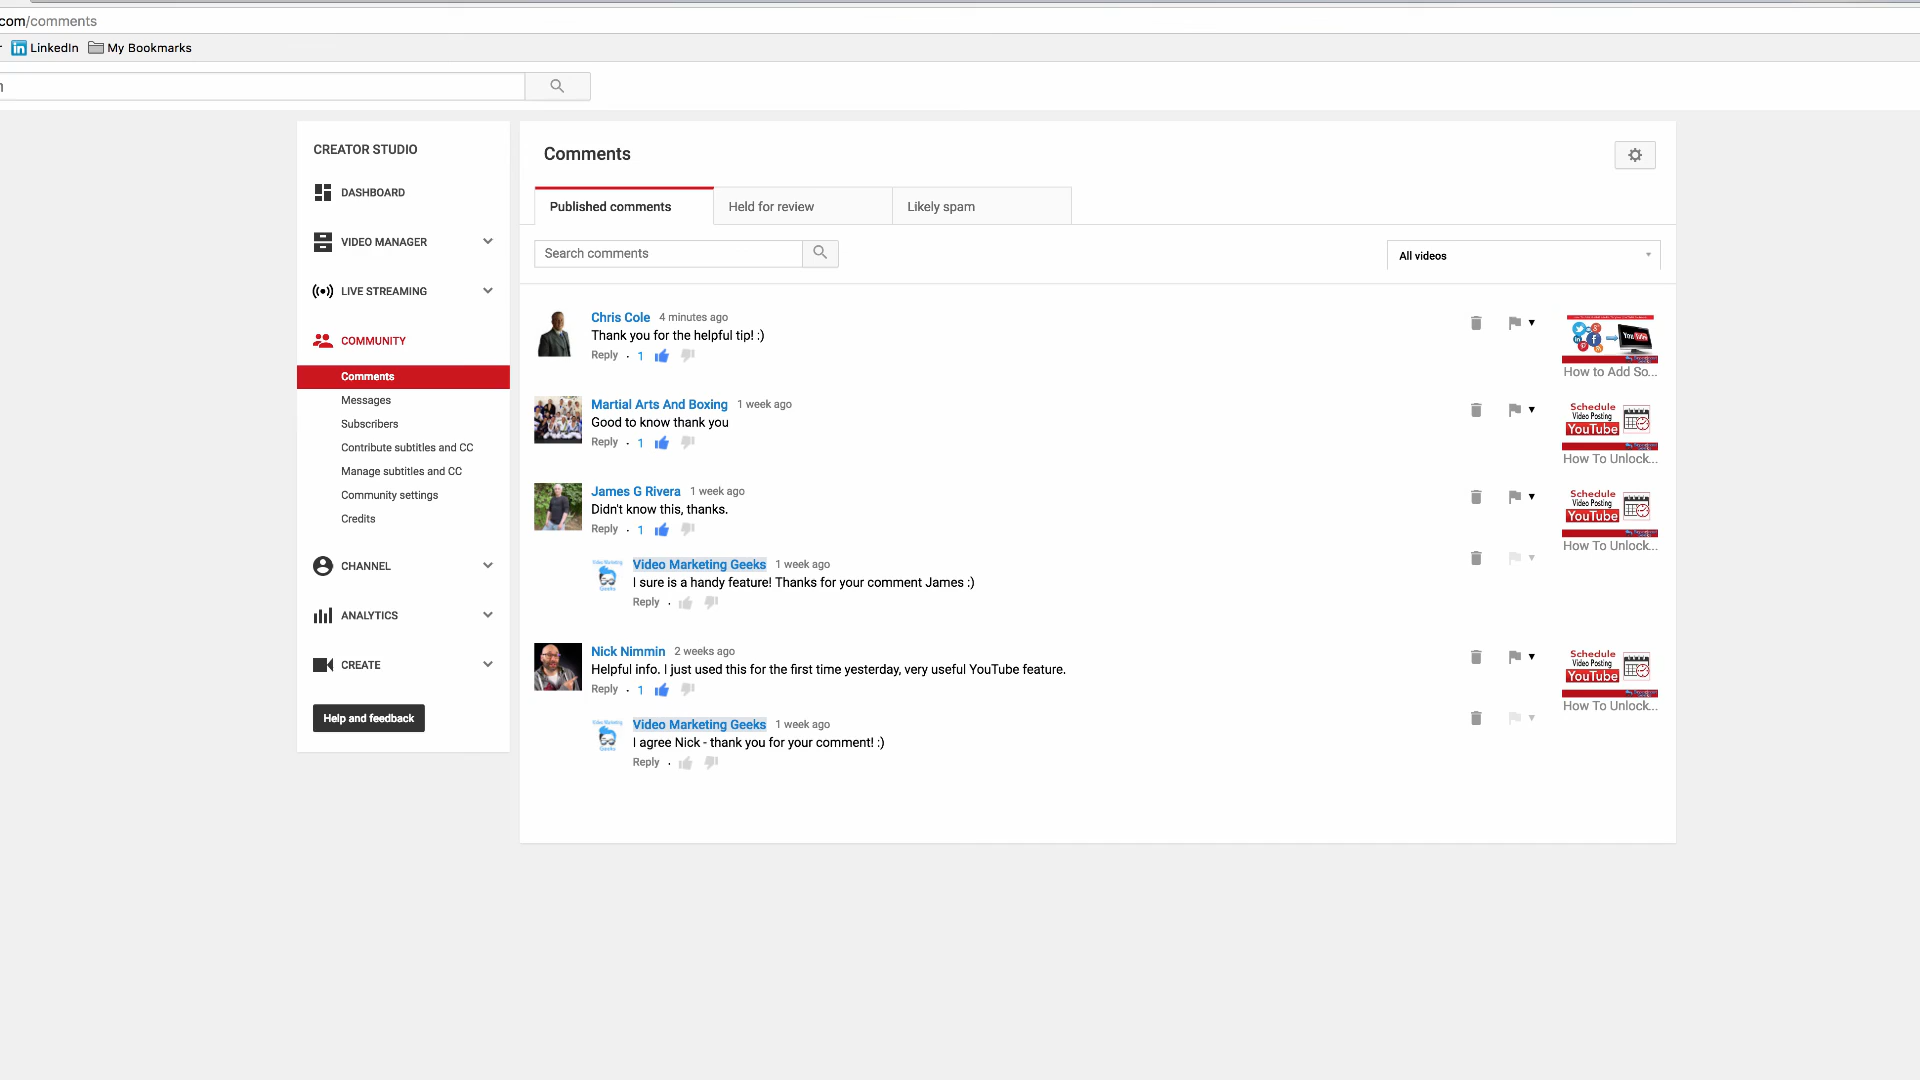 com/comments
LinkedIn My Bookmarks
CREATOR STUDIO
DASHBOARD
VIDEO MANAGER
LIVE STREAMING
COMMUNITY
Comments
Messages
Subscribers
Contribute subtitles and CC
Manage subtitles and CC
Community settings
Credits
CHANNEL
ANALYTICS
CREATE
Help and feedback
Comments
Published comments Held for review Likely spam
Search comments
All videos
Chris Cole 4 minutes ago
Thank you for the helpful tip! :)
Reply · 1
You Tube
How to Add So...
Martial Arts And Boxing 1 week ago
Good to know thank you
Reply · 1
Schedule
Video Posting
YouTube
How To Unlock...
James G Rivera 1 week ago
Didn't know this, thanks.
Reply · 1
Schedule
Video Posting
YouTube
How To Unlock...
Video Marketing Geeks 1 week ago
I sure is a handy feature! Thanks for your comment James :)
Reply ·
Nick Nimmin 2 weeks ago
Helpful info. I just used this for the first time yesterday, very useful YouTube feature.
Reply · 1
Schedule
Video Posting
YouTube
How To Unlock...
Video Marketing Geeks 1 week ago
I agree Nick - thank you for your comment! :)
Reply ·